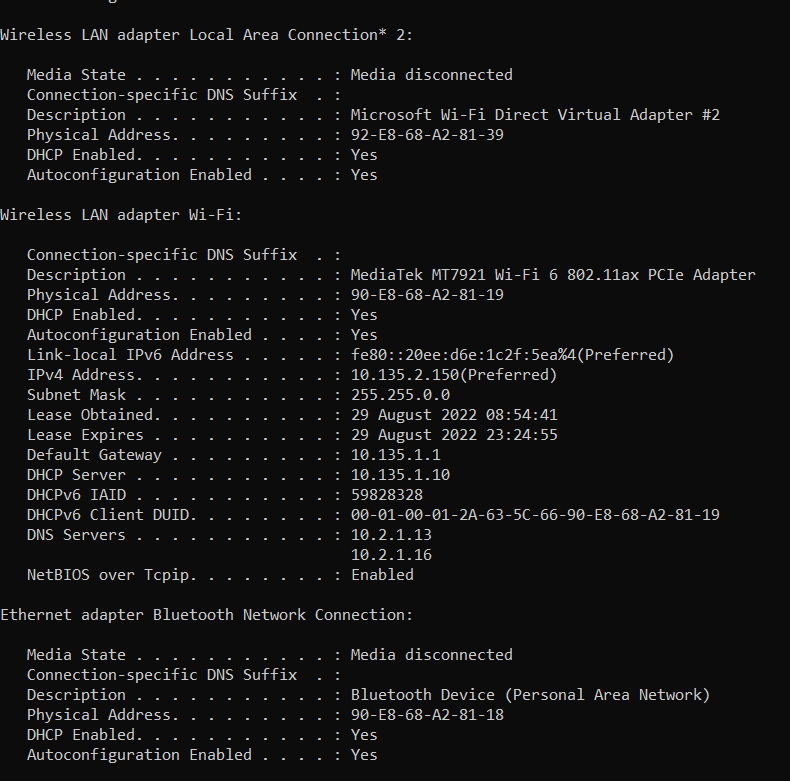 Wireless LAN adapter Local Area Connection* 2:
   Media State . . . . . . . . . . . : Media disconnected
   Connection-specific DNS Suffix  . :
   Description . . . . . . . . . . . : Microsoft Wi-Fi Direct Virtual Adapter #2
   Physical Address. . . . . . . . . : 92-E8-68-A2-81-39
   DHCP Enabled. . . . . . . . . . . : Yes
   Autoconfiguration Enabled . . . . : Yes
Wireless LAN adapter Wi-Fi:
   Connection-specific DNS Suffix  . :
   Description . . . . . . . . . . . : MediaTek MT7921 Wi-Fi 6 802.11ax PCIe Adapter
   Physical Address. . . . . . . . . : 90-E8-68-A2-81-19
   DHCP Enabled. . . . . . . . . . . : Yes
   Autoconfiguration Enabled . . . . : Yes
   Link-local IPv6 Address . . . . . : fe80::20ee:d6e:1c2f:5ea%4(Preferred)
   IPv4 Address. . . . . . . . . . . : 10.135.2.150(Preferred)
   Subnet Mask . . . . . . . . . . . : 255.255.0.0
   Lease Obtained. . . . . . . . . . : 29 August 2022 08:54:41
   Lease Expires . . . . . . . . . . : 29 August 2022 23:24:55
   Default Gateway . . . . . . . . . : 10.135.1.1
   DHCP Server . . . . . . . . . . . : 10.135.1.10
   DHCPv6 IAID . . . . . . . . . . . : 59828328
   DHCPv6 Client DUID. . . . . . . . : 00-01-00-01-2A-63-5C-66-90-E8-68-A2-81-19
   DNS Servers . . . . . . . . . . . : 10.2.1.13
                                       10.2.1.16
   NetBIOS over Tcpip. . . . . . . . : Enabled
Ethernet adapter Bluetooth Network Connection:
   Media State . . . . . . . . . . . : Media disconnected
   Connection-specific DNS Suffix  . :
   Description . . . . . . . . . . . : Bluetooth Device (Personal Area Network)
   Physical Address. . . . . . . . . : 90-E8-68-A2-81-18
   DHCP Enabled. . . . . . . . . . . : Yes
   Autoconfiguration Enabled . . . . : Yes